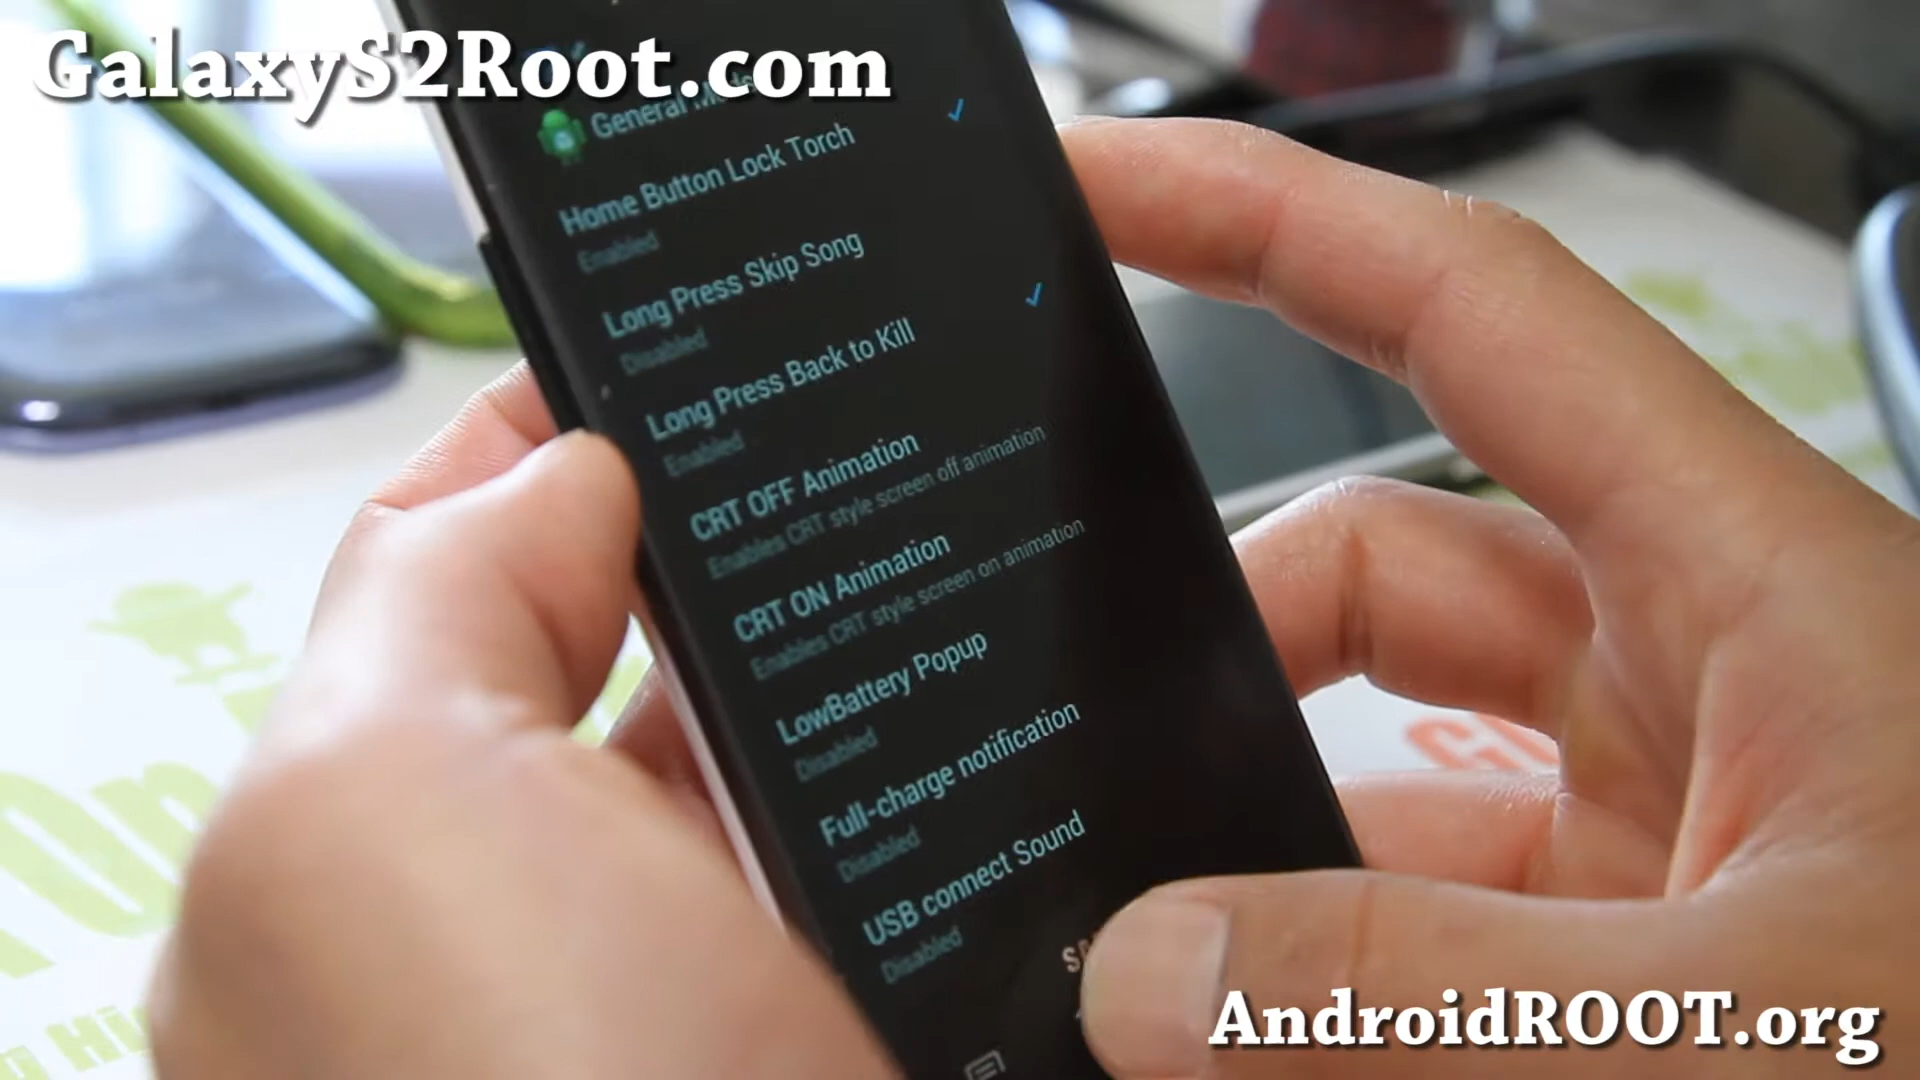 GalaxyS2Root.com
General Mods
Home Button Lock Torch
Enabled
Long Press Skip Song
Disabled
Long Press Back to Kill
Enabled
CRT OFF Animation
Enables CRT style screen off animation
CRT ON Animation
Enables CRT style screen on animation
LowBattery Popup
Disabled
Full-charge notification
Disabled
USB connect Sound
Disabled
AndroidROOT.org